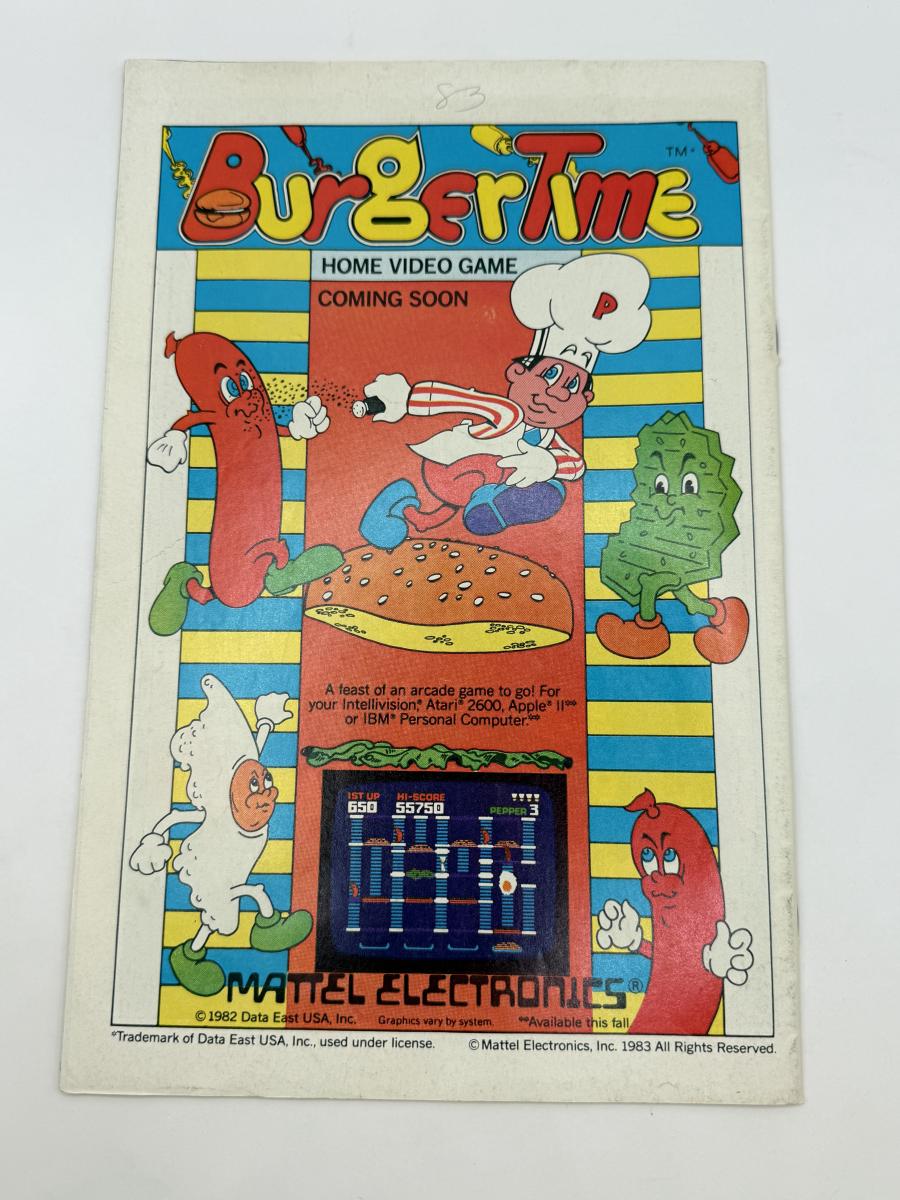 83
BurgerTime TM*
HOME VIDEO GAME
COMING SOON
P
A feast of an arcade game to go! For
your Intellivision,® Atari® 2600, Apple® II**
or IBM® Personal Computer.**
1ST UP HI-SCORE
650 55750
PEPPER 3
MATTEL ELECTRONICS®
©1982 Data East USA, Inc. Graphics vary by system. **Available this fall
*Trademark of Data East USA, Inc., used under license. ©Mattel Electronics, Inc. 1983 All Rights Reserved.